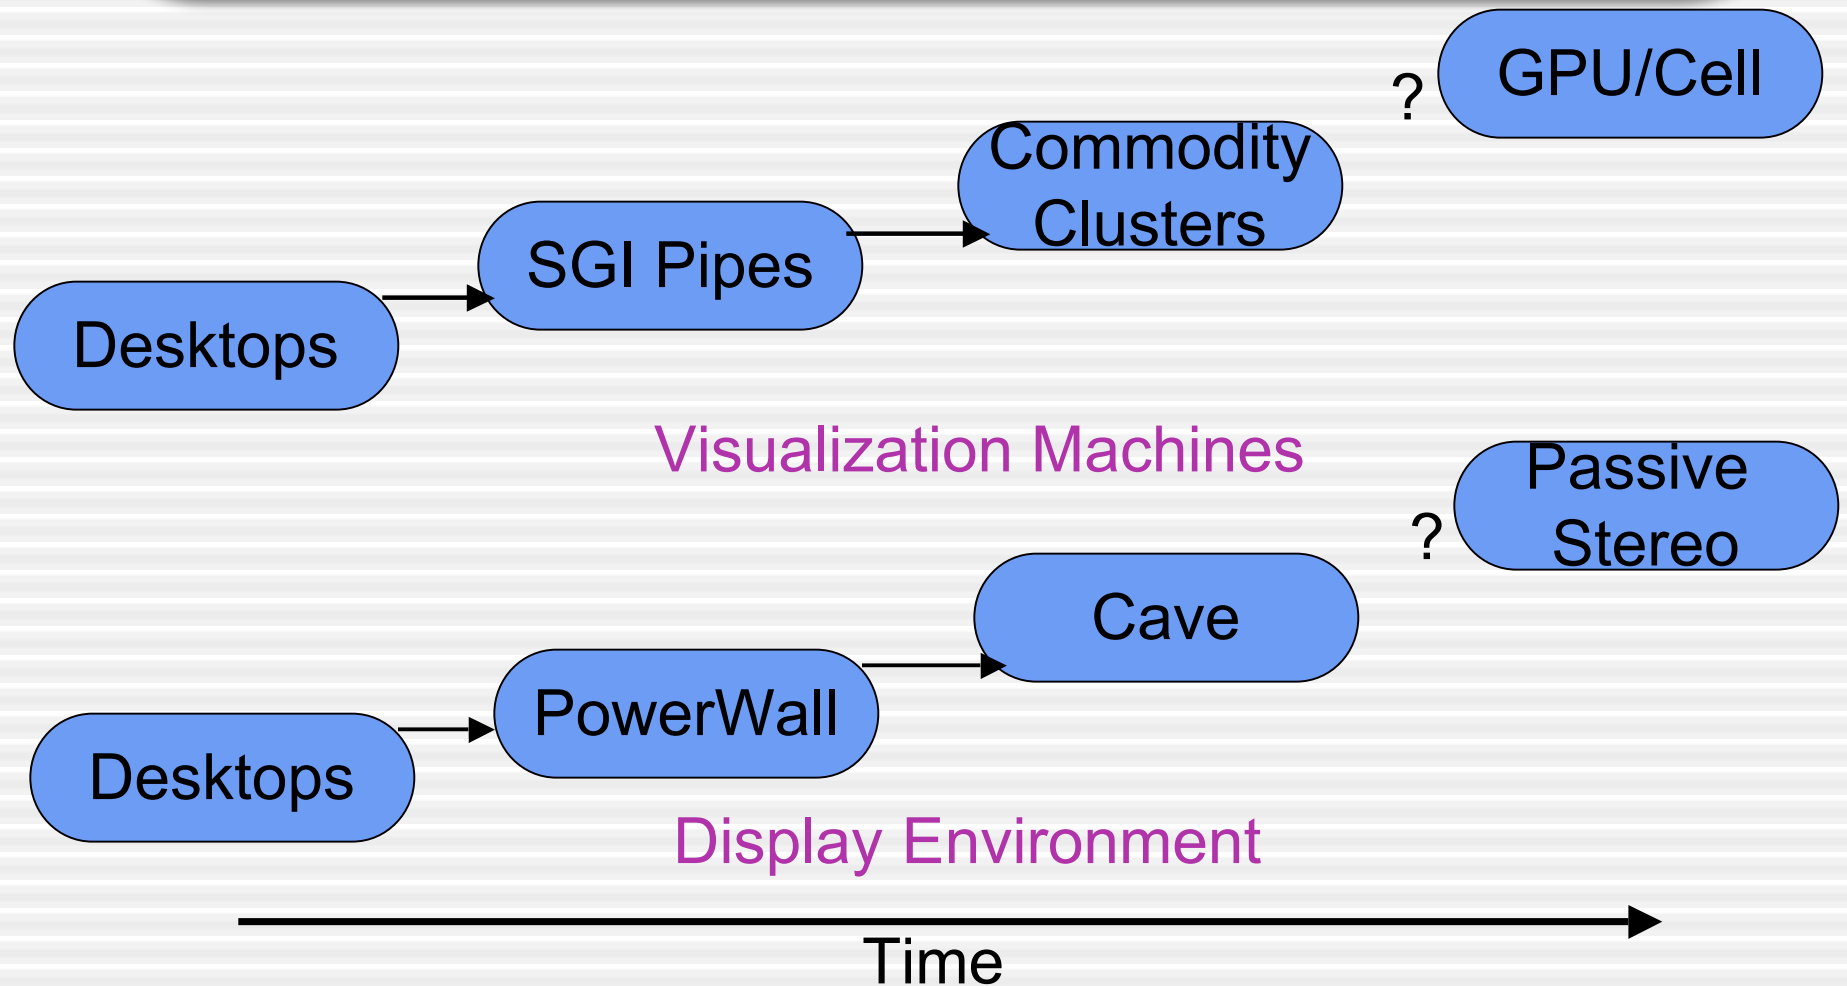 GPU/Cell
?
Commodity
Clusters
SGI Pipes
Desktops
Visualization Machines
Passive
Stereo
?
Cave
PowerWall
Desktops
Display Environment
Time